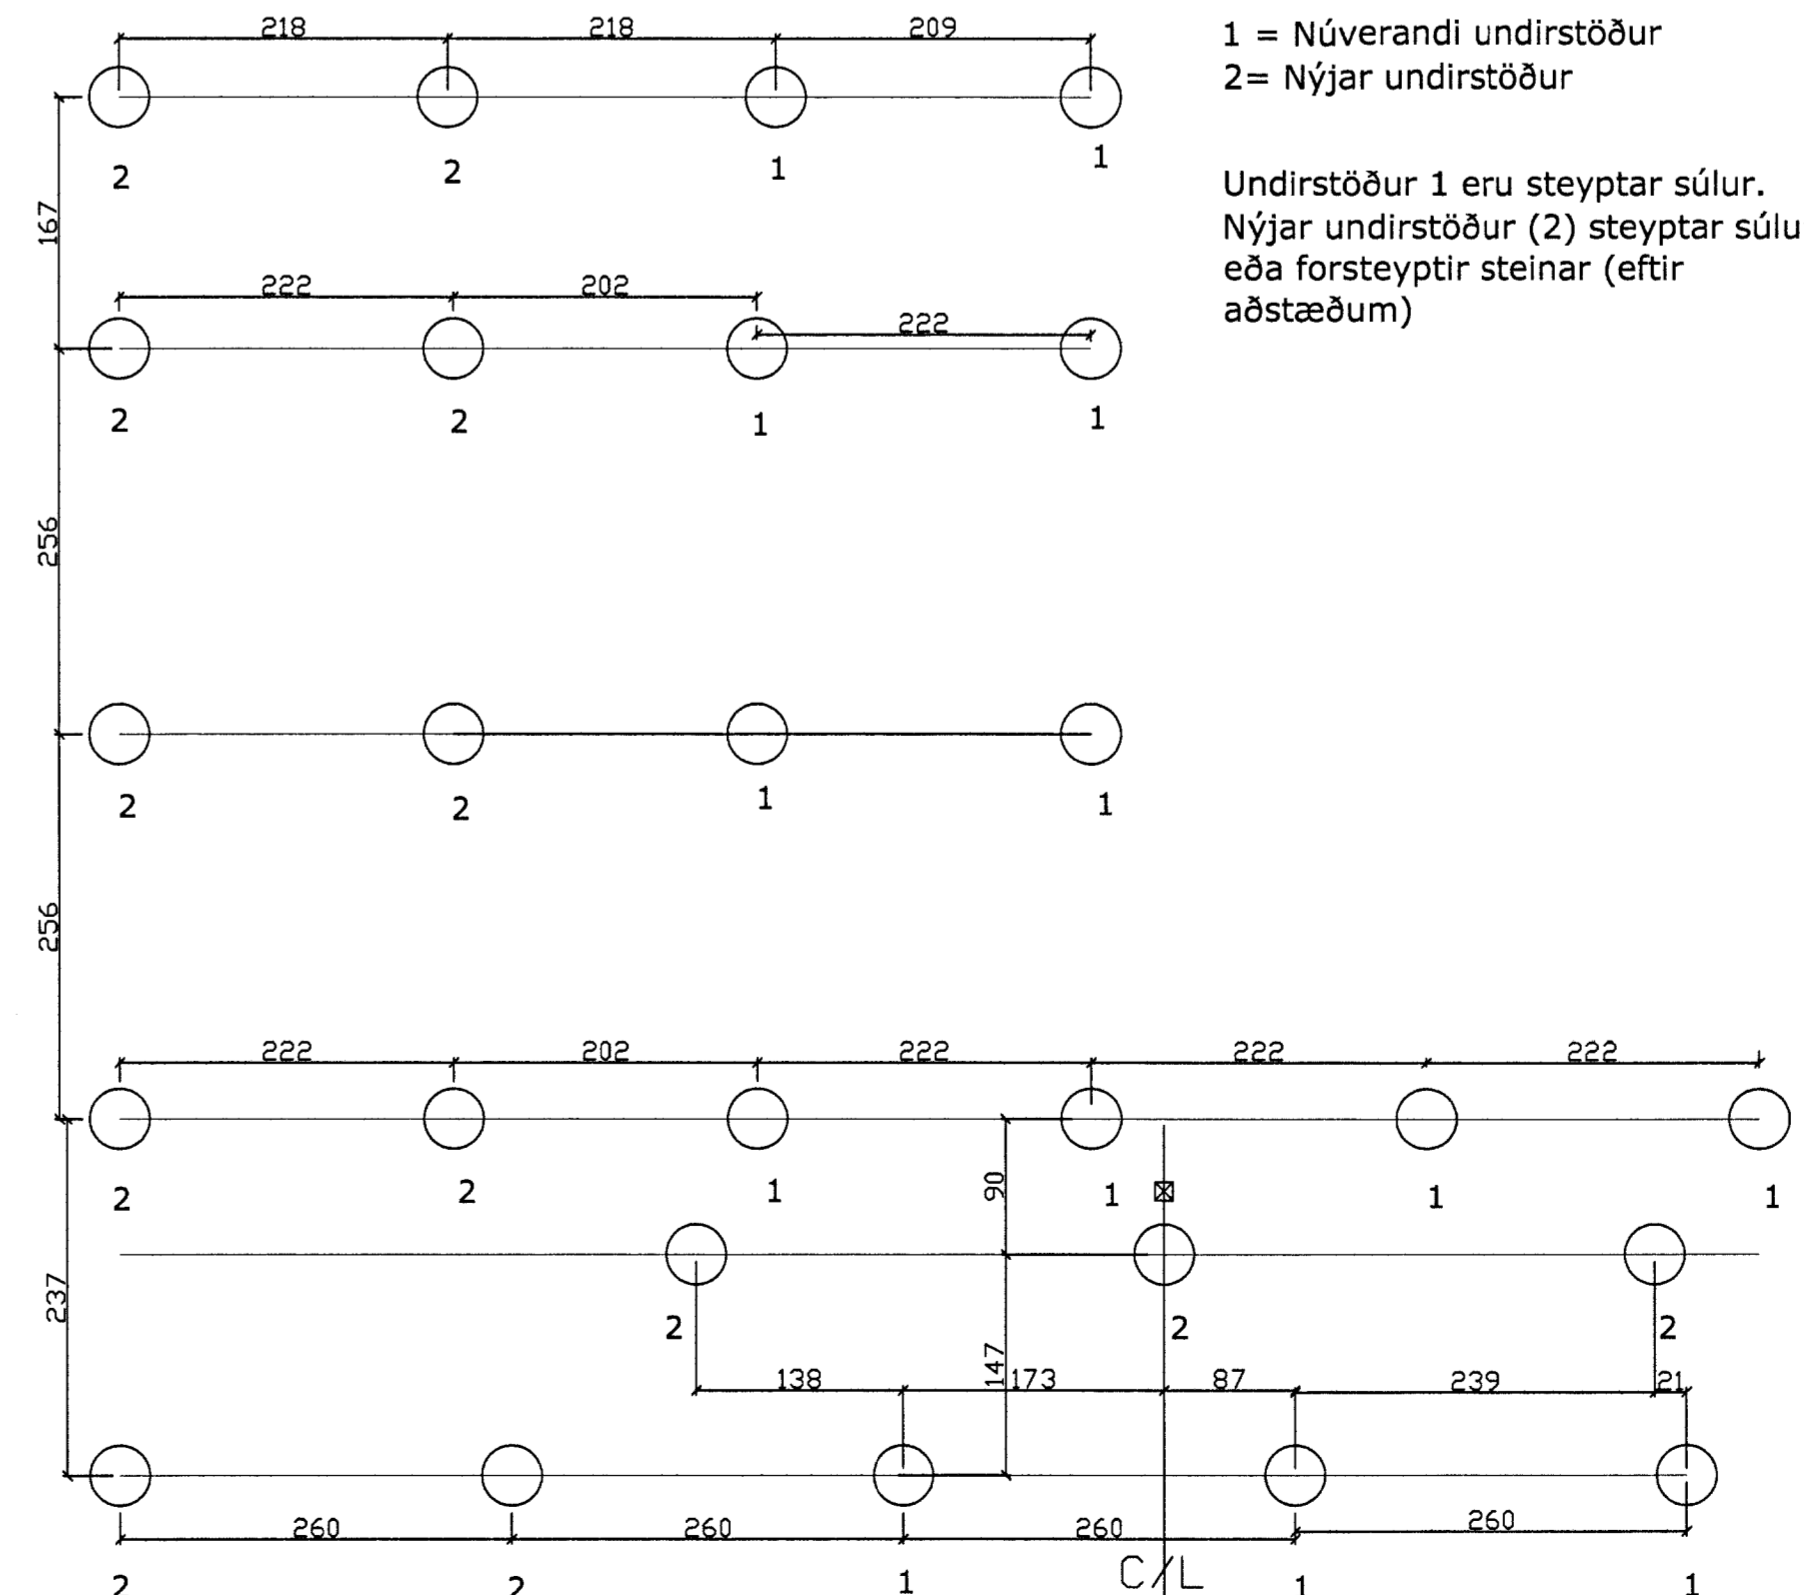 218 218 209
1 = Núverandi undirstöður
2= Nýjar undirstöður
2 2 1 1
Undirstöður 1 eru steyptar súlur.
Nýjar undirstöður (2) steyptar súlu
eða forsteyptir steinar (eftir
aðstæðum)
167
222 202
222
2 2 1 1
256
2 2 1 1
256
222 202 222 222 222
2 2 1 1 1 1
90
237
2 2 2
147
138 173 87 239 21
260 260 260 260
C/L
2 2 1 1 1